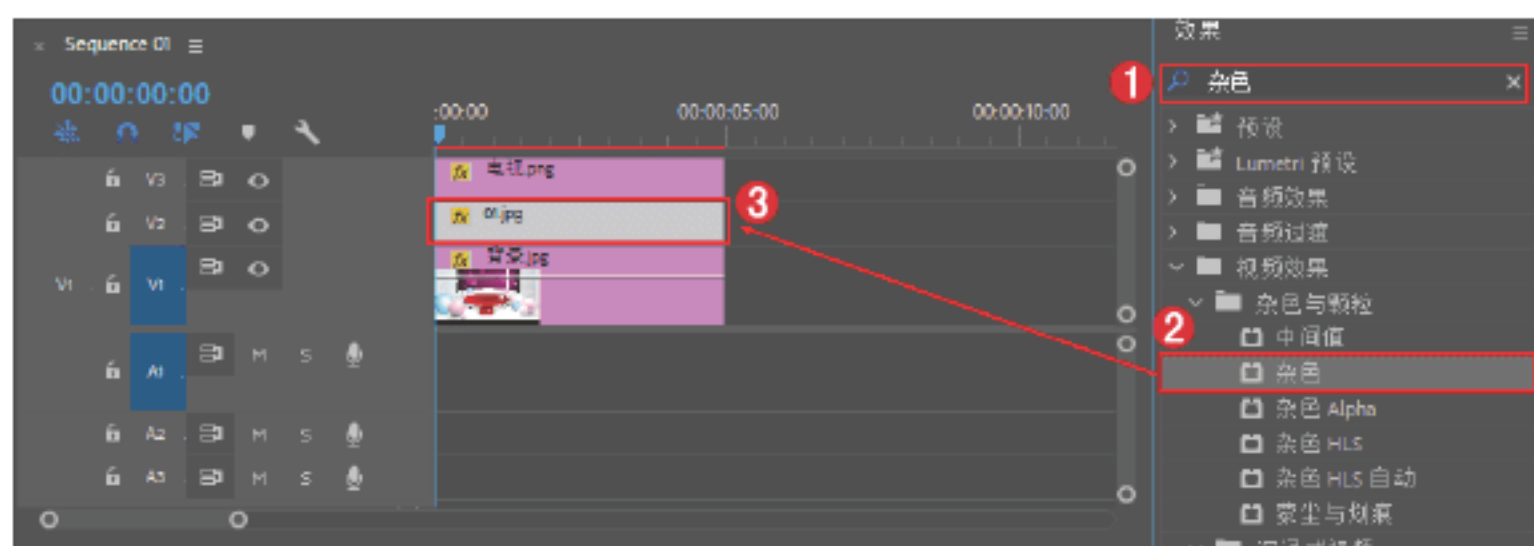 Sequence 01
00:00:00:00
:00:00 00:00:05:00 00:00:10:00
V3
电视.png
V2
01.jpg
V1 V1
背景.jpg
A1 M S
A2 M S
A3 M S
1
2
3
效果
杂色
预设
Lumetri 预设
音频效果
音频过渡
视频效果
杂色与颗粒
中间值
杂色
杂色 Alpha
杂色 HLS
杂色 HLS 自动
蒙尘与划痕